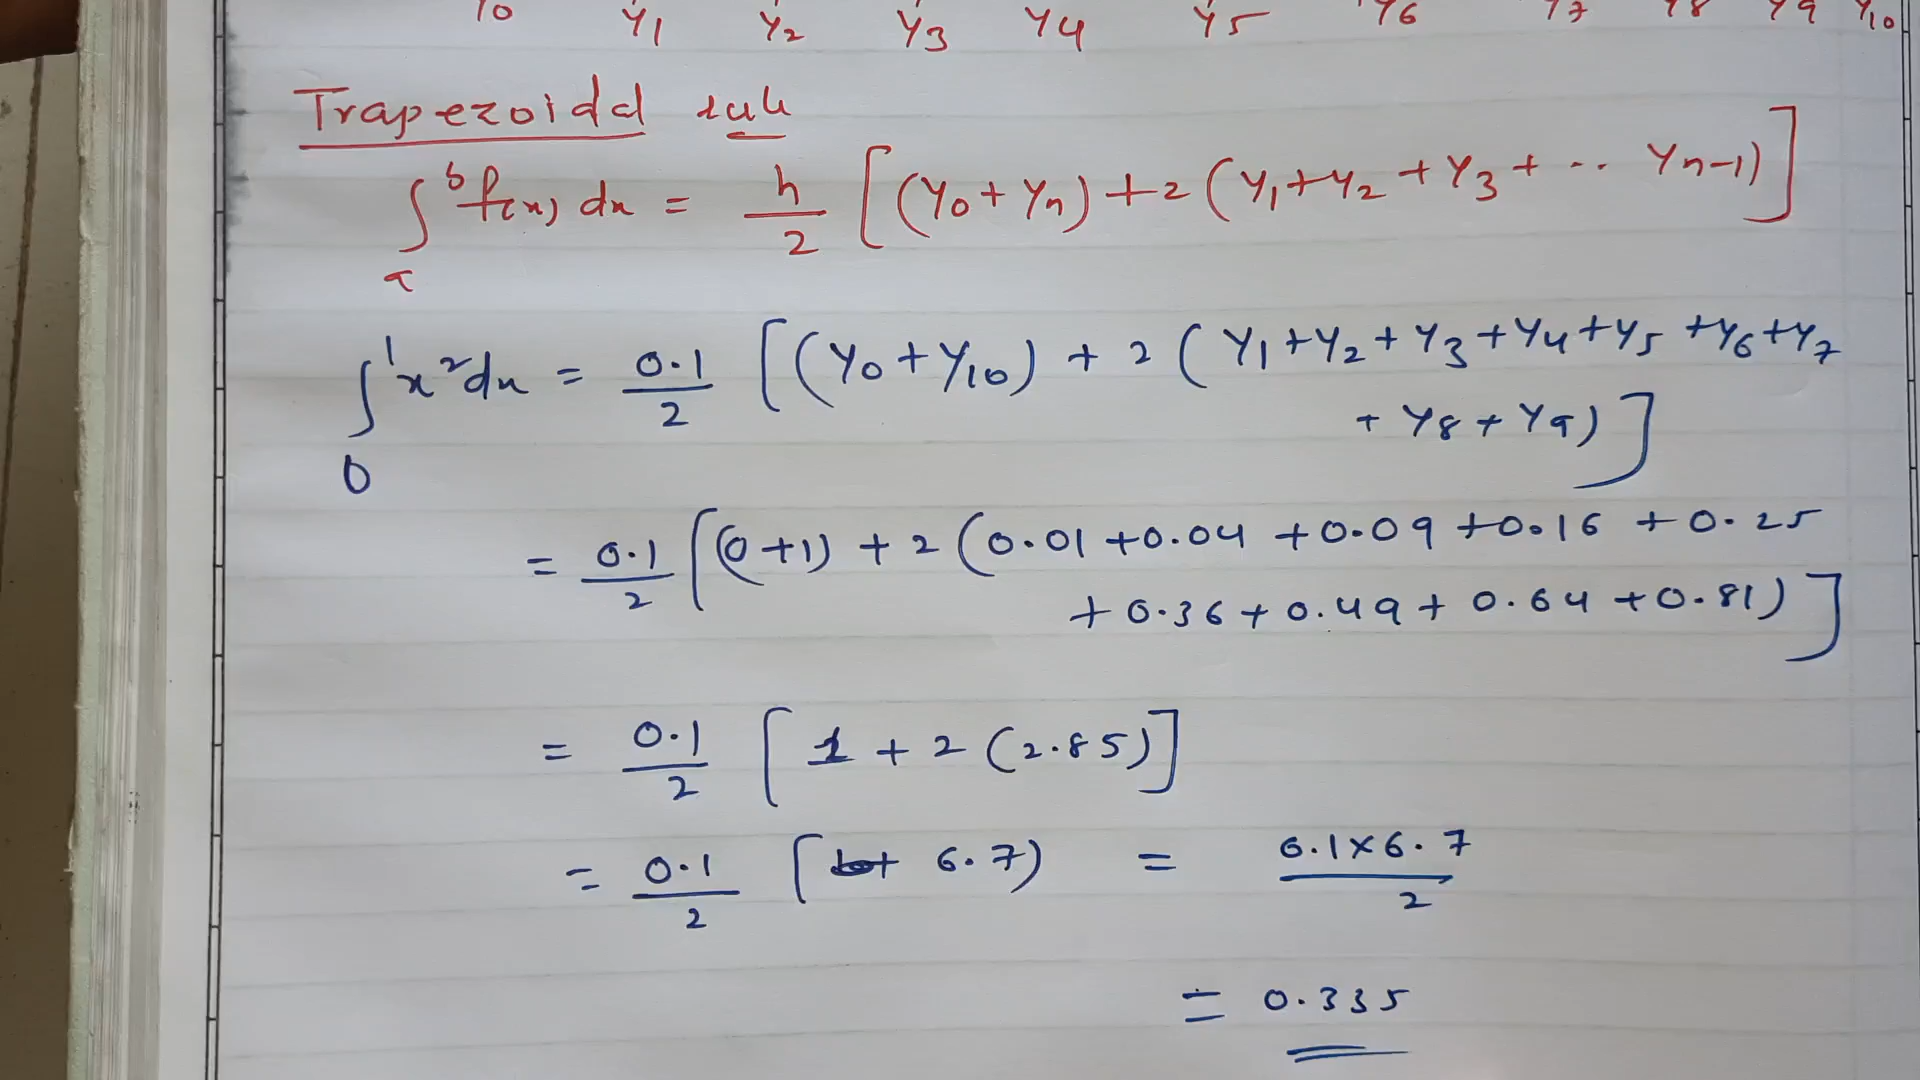 y0 y1 y2 y3 y4 y5 y6 y7 y8 y9 y10
Trapezoidal rule
∫_a^b f(x) dx = h/2 [(y0 + yn) + 2 (y1 + y2 + y3 + .. yn-1)]
∫_0^1 x² dx = 0.1/2 [(y0 + y10) + 2 (y1 + y2 + y3 + y4 + y5 + y6 + y7
+ y8 + y9)]
= 0.1/2 [(0 + 1) + 2 (0.01 + 0.04 + 0.09 + 0.16 + 0.25
+ 0.36 + 0.49 + 0.64 + 0.81)]
= 0.1/2 [1 + 2 (2.85)]
= 0.1/2 [6.7) = 0.1×6.7/2
= 0.335